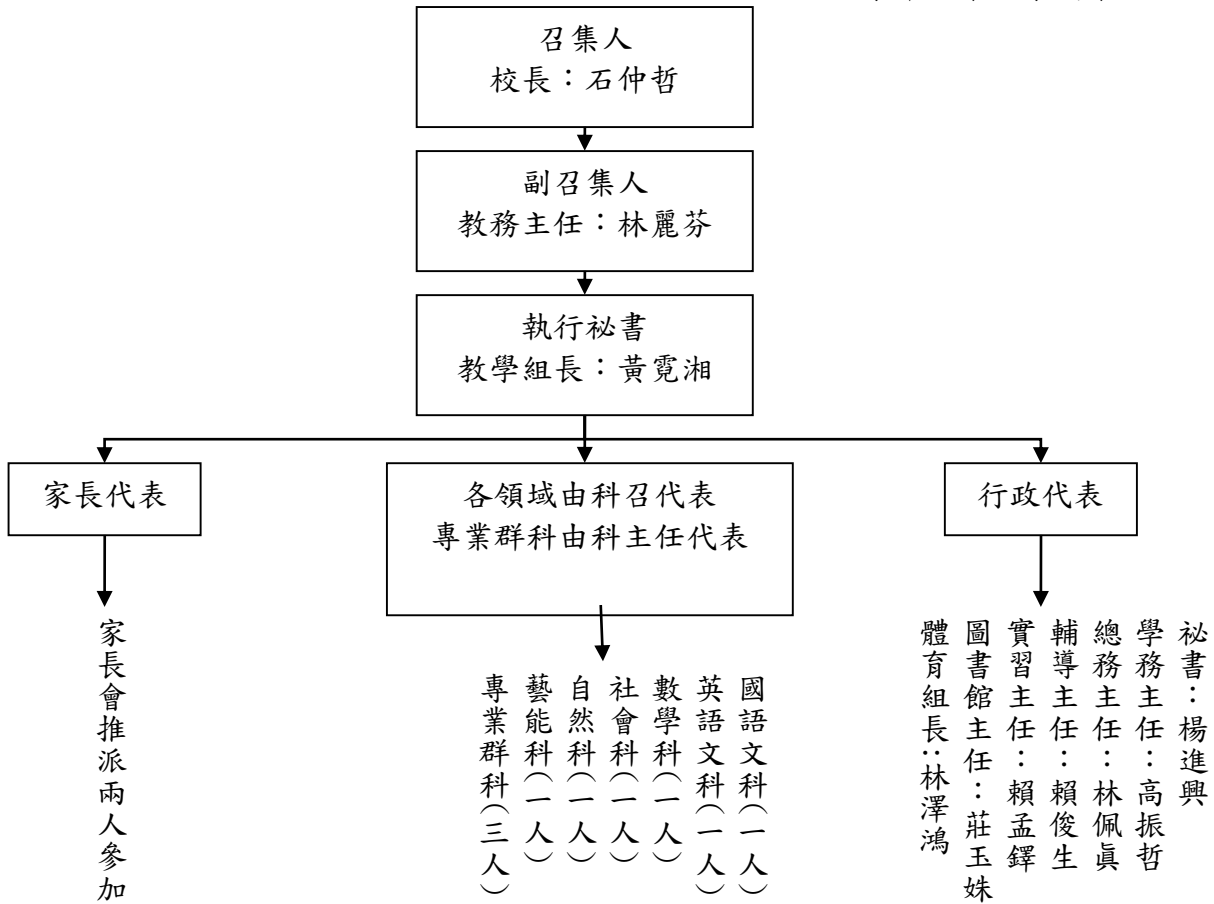 召集人
校長：石仲哲
副召集人
教務主任：林麗芬
執行祕書
教學組長：黃霓湘
家長代表
各領域由科召代表
專業群科由科主任代表
行政代表
家長會推派兩人參加
國語文科(一人)
英語文科(一人)
數學科(一人)
社會科(一人)
自然科(一人)
藝能科(一人)
專業群科(三人)
祕書：楊進興
學務主任：高振哲
總務主任：林佩眞
輔導主任：賴俊生
實習主任：賴孟鐸
圖書館主任：莊玉姝
體育組長：林澤鴻